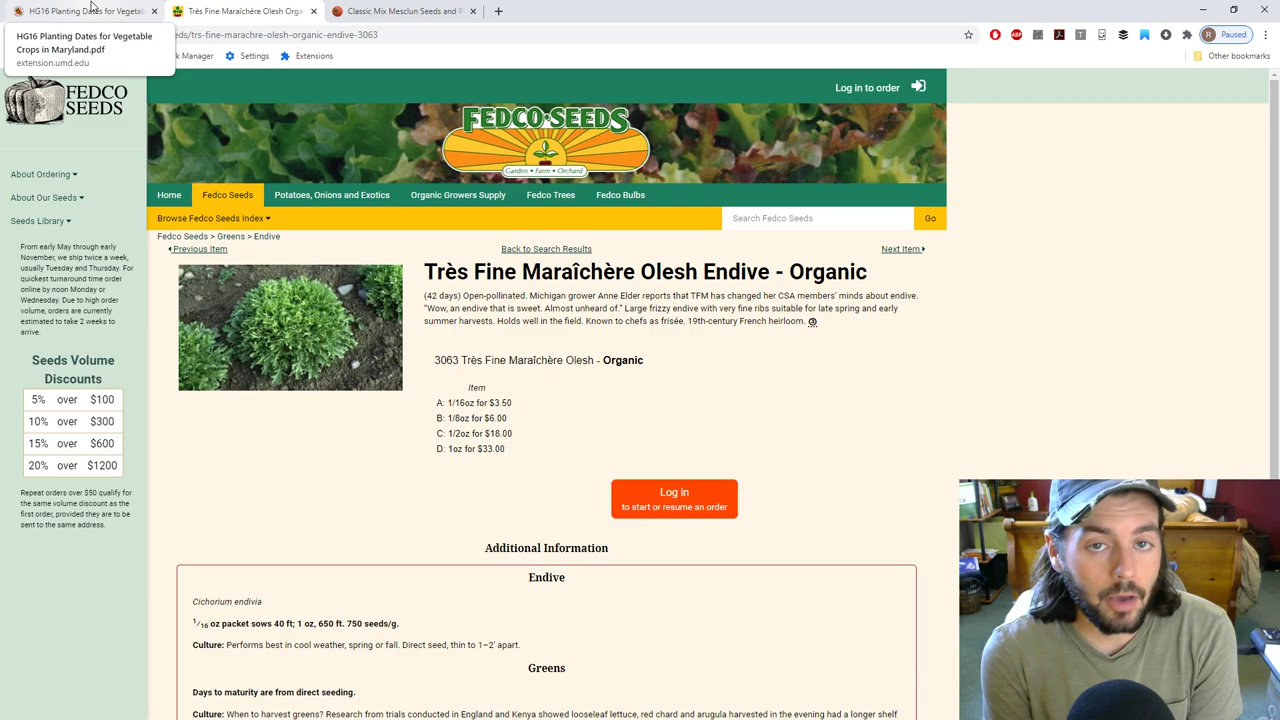 HG16 Planting Dates for Vegetab
Très Fine Maraîchère Olesh Orga
Classic Mix Mesclun Seeds and P
HG16 Planting Dates for Vegetable
Crops in Maryland.pdf
extension.umd.edu
eds/trs-fine-marachre-olesh-organic-endive-3063
ABP
T
R
Paused
k Manager
Settings
Extensions
Other bookmarks
FEDCO
SEEDS
Log in to order
FEDCO·SEEDS
Garden • Farm • Orchard
Home
Fedco Seeds
Potatoes, Onions and Exotics
Organic Growers Supply
Fedco Trees
Fedco Bulbs
Browse Fedco Seeds Index
Search Fedco Seeds
Go
About Ordering
About Our Seeds
Seeds Library
From early May through early
November, we ship twice a week,
usually Tuesday and Thursday. For
quickest turnaround time order
online by noon Monday or
Wednesday. Due to high order
volume, orders are currently
estimated to take 2 weeks to
arrive.
Seeds Volume
Discounts
5% over $100
10% over $300
15% over $600
20% over $1200
Repeat orders over $50 qualify for
the same volume discount as the
first order, provided they are to be
sent to the same address.
Fedco Seeds > Greens > Endive
Previous Item
Back to Search Results
Next Item
Très Fine Maraîchère Olesh Endive - Organic
(42 days) Open-pollinated. Michigan grower Anne Elder reports that TFM has changed her CSA members' minds about endive.
“Wow, an endive that is sweet. Almost unheard of.” Large frizzy endive with very fine ribs suitable for late spring and early
summer harvests. Holds well in the field. Known to chefs as frisée. 19th-century French heirloom.
3063 Très Fine Maraîchère Olesh - Organic
Item
A: 1/16oz for $3.50
B: 1/8oz for $6.00
C: 1/2oz for $18.00
D: 1oz for $33.00
Log in
to start or resume an order
Additional Information
Endive
Cichorium endivia
1/16 oz packet sows 40 ft; 1 oz, 650 ft. 750 seeds/g.
Culture: Performs best in cool weather, spring or fall. Direct seed, thin to 1–2' apart.
Greens
Days to maturity are from direct seeding.
Culture: When to harvest greens? Research from trials conducted in England and Kenya showed looseleaf lettuce, red chard and arugula harvested in the evening had a longer shelf